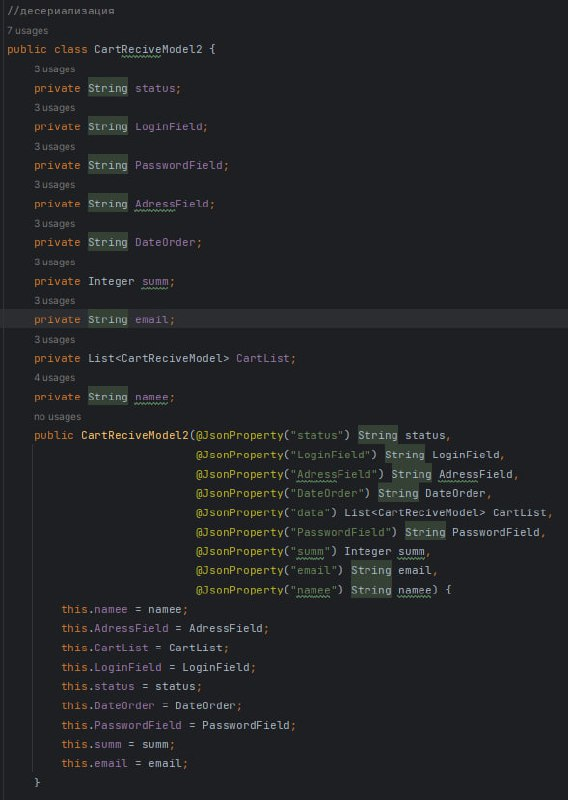 //десериализация
7 usages
public class CartReciveModel2 {
3 usages
private String status;
3 usages
private String LoginField;
3 usages
private String PasswordField;
3 usages
private String AdressField;
3 usages
private String DateOrder;
3 usages
private Integer summ;
3 usages
private String email;
3 usages
private List<CartReciveModel> CartList;
4 usages
private String namee;
no usages
public CartReciveModel2(@JsonProperty("status") String status,
@JsonProperty("LoginField") String LoginField,
@JsonProperty("AdressField") String AdressField,
@JsonProperty("DateOrder") String DateOrder,
@JsonProperty("data") List<CartReciveModel> CartList,
@JsonProperty("PasswordField") String PasswordField,
@JsonProperty("summ") Integer summ,
@JsonProperty("email") String email,
@JsonProperty("namee") String namee) {
this.namee = namee;
this.AdressField = AdressField;
this.CartList = CartList;
this.LoginField = LoginField;
this.status = status;
this.DateOrder = DateOrder;
this.PasswordField = PasswordField;
this.summ = summ;
this.email = email;
}